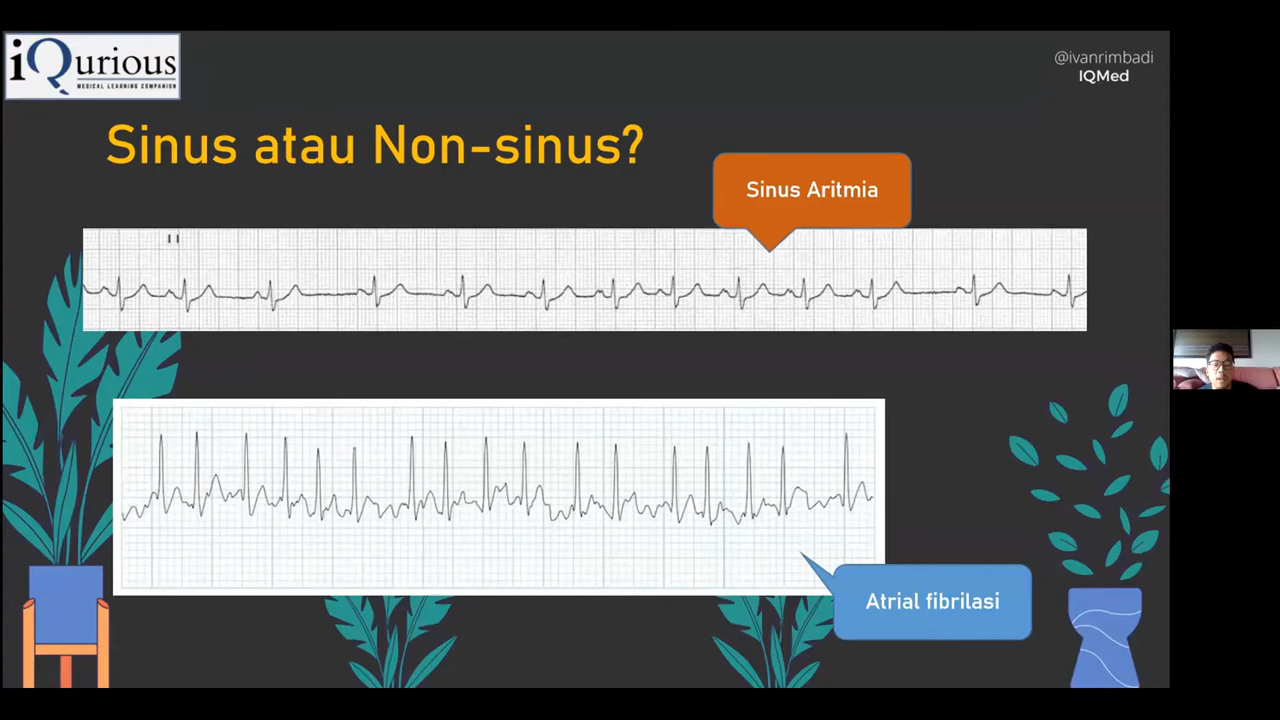 iQurious
MEDICAL LEARNING COMPANION
@ivanrimbadi
IQMed
Sinus atau Non-sinus?
Sinus Aritmia
II
Atrial fibrilasi